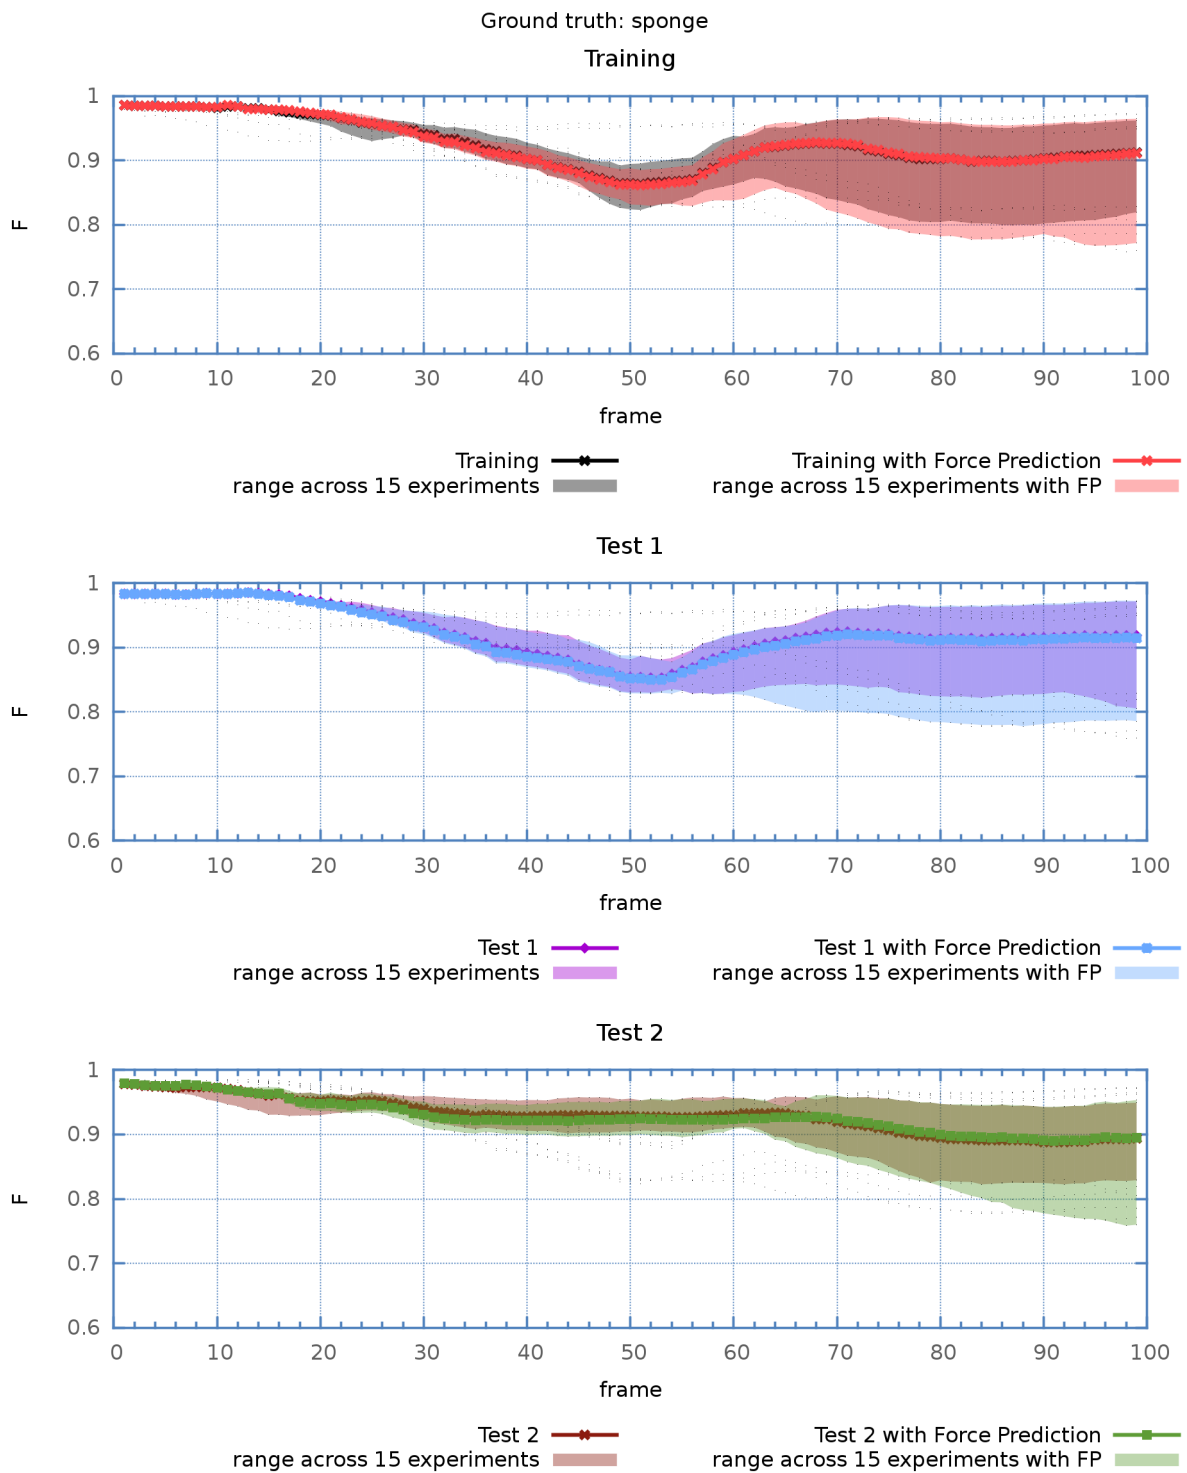 Ground truth: sponge
Training
1
0.9
0.8
0.7
0.6
F
0 10 20 30 40 50 60 70 80 90 100
frame
Training Training with Force Prediction
range across 15 experiments range across 15 experiments with FP
Test 1
1
0.9
0.8
0.7
0.6
F
0 10 20 30 40 50 60 70 80 90 100
frame
Test 1 Test 1 with Force Prediction
range across 15 experiments range across 15 experiments with FP
Test 2
1
0.9
0.8
0.7
0.6
F
0 10 20 30 40 50 60 70 80 90 100
frame
Test 2 Test 2 with Force Prediction
range across 15 experiments range across 15 experiments with FP